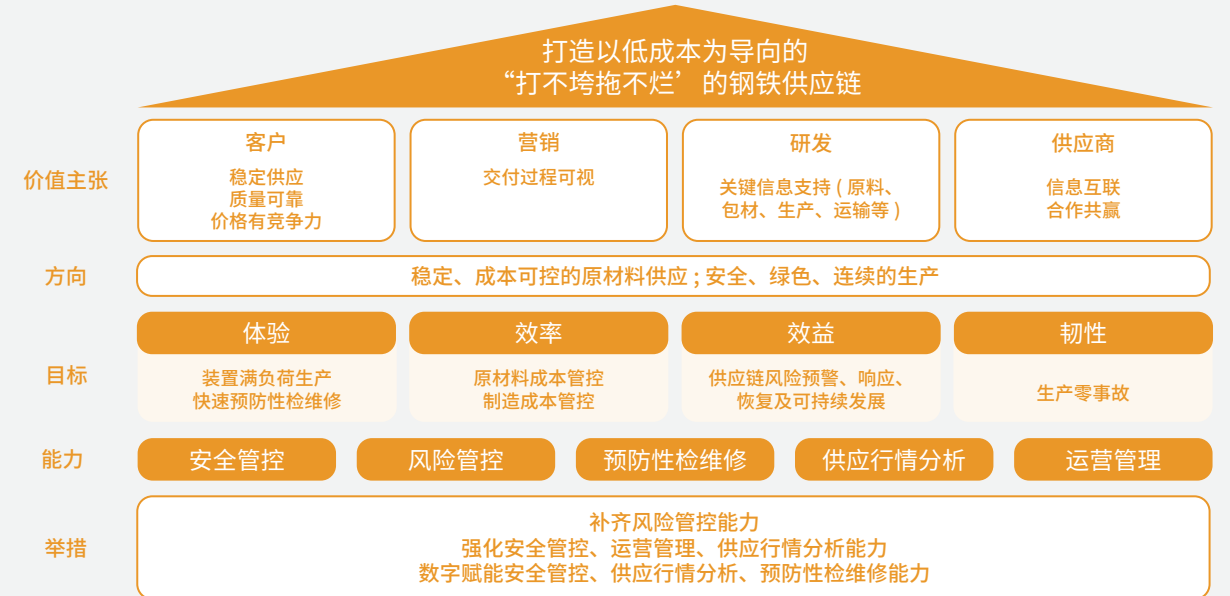 打造以低成本为导向的
“打不垮拖不烂’的钢铁供应链
价值主张
客户
稳定供应
质量可靠
价格有竞争力
营销
交付过程可视
研发
关键信息支持 ( 原料、
包材、生产、运输等 )
供应商
信息互联
合作共赢
方向
稳定、成本可控的原材料供应 ; 安全、绿色、连续的生产
目标
体验
装置满负荷生产
快速预防性检维修
效率
原材料成本管控
制造成本管控
效益
供应链风险预警、响应、
恢复及可持续发展
韧性
生产零事故
能力
安全管控
风险管控
预防性检维修
供应行情分析
运营管理
举措
补齐风险管控能力
强化安全管控、运营管理、供应行情分析能力
数字赋能安全管控、供应行情分析、预防性检维修能力